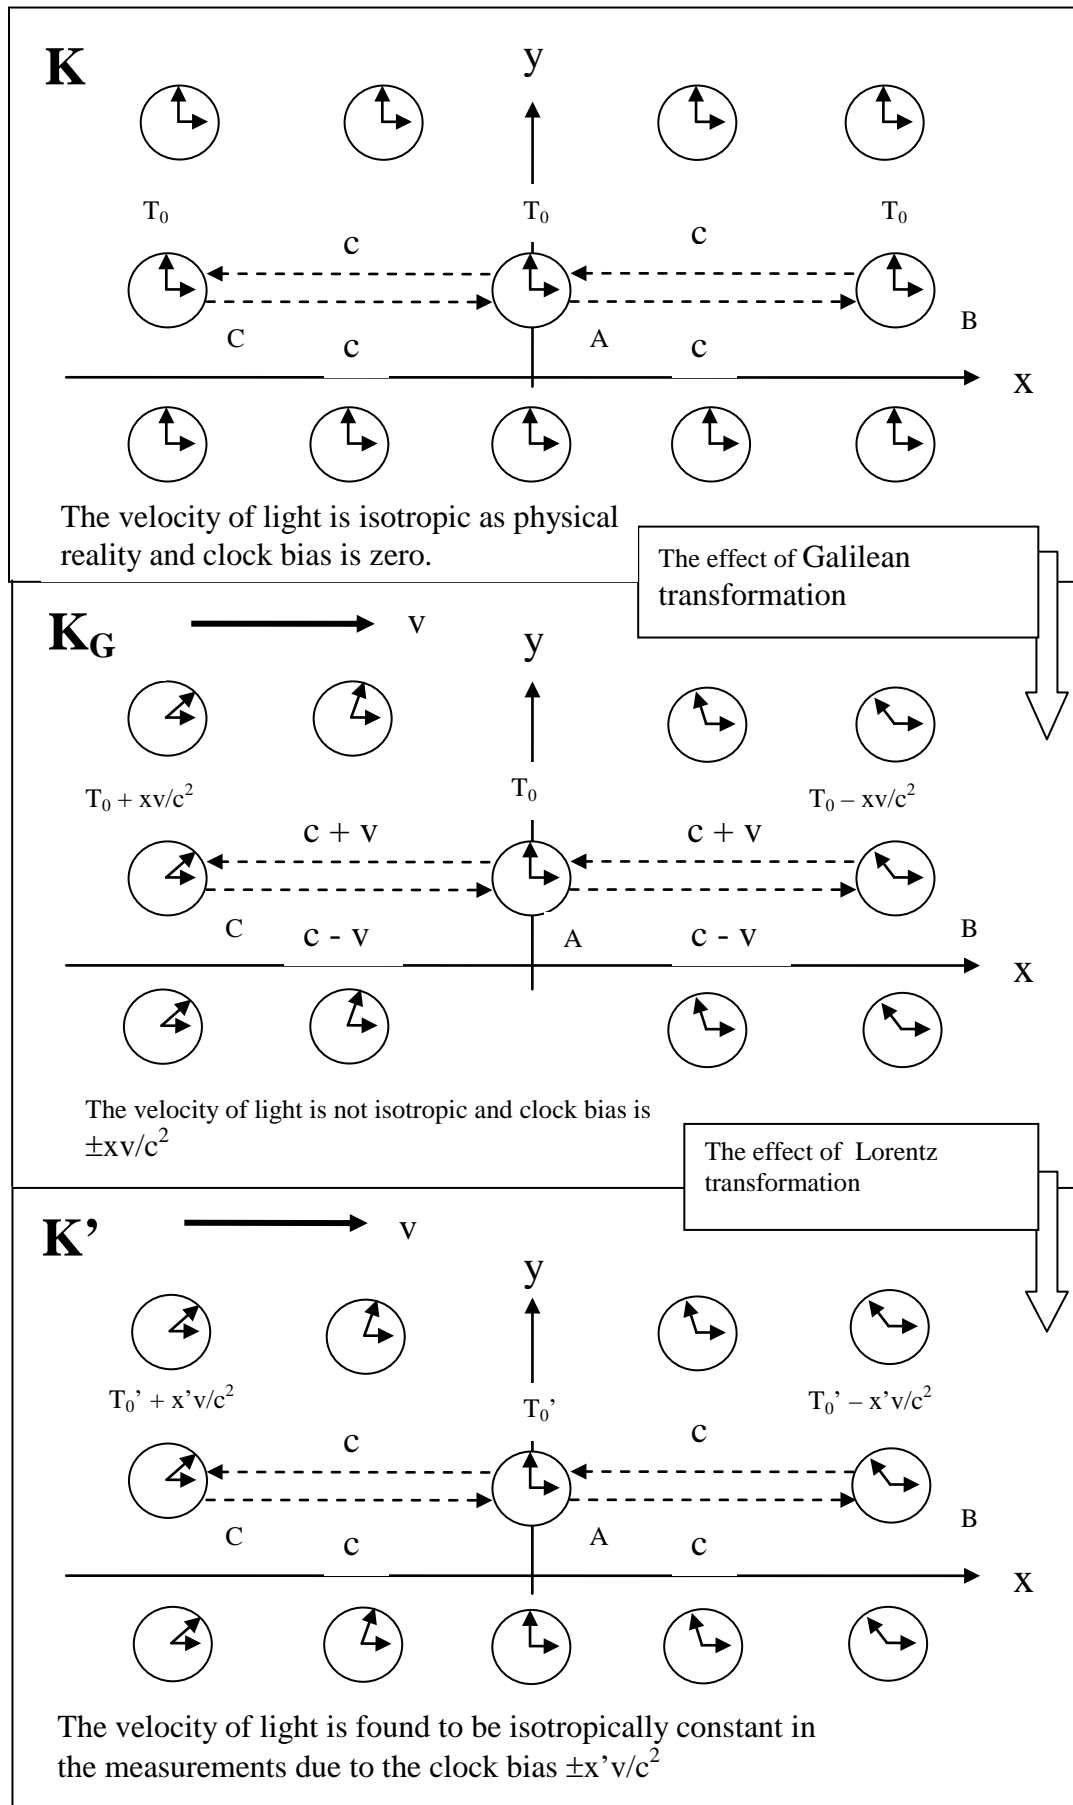 K
y
T₀
T₀
T₀
c
c
C
A
B
c
c
x
The velocity of light is isotropic as physical
reality and clock bias is zero.
The effect of Galilean
transformation
K_G
v
y
T₀ + xv/c²
T₀
T₀ – xv/c²
c + v
c + v
C
A
B
c - v
c - v
x
The velocity of light is not isotropic and clock bias is
±xv/c²
The effect of Lorentz
transformation
K’
v
y
T₀’ + x’v/c²
T₀’
T₀’ – x’v/c²
c
c
C
A
B
c
c
x
The velocity of light is found to be isotropically constant in
the measurements due to the clock bias ±x’v/c²